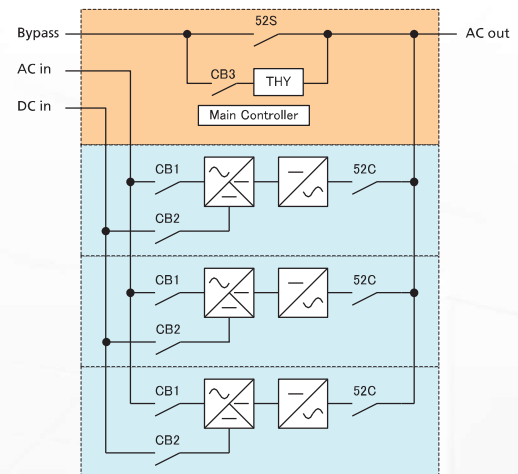 52S
Bypass
AC out
AC in
CB3
THY
DC in
Main Controller
CB1
52C
CB2
CB1
52C
CB2
CB1
52C
CB2